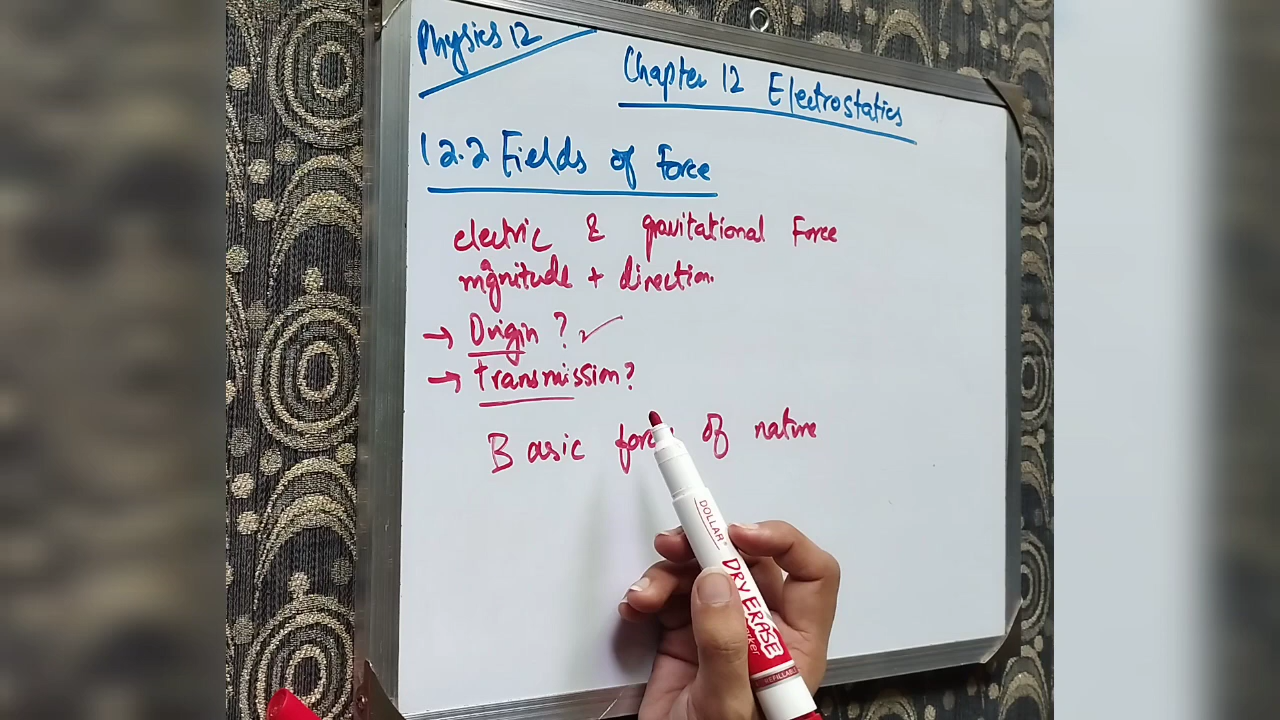 Physics 12
Chapter 12 Electrostatics
12.2 Fields of Force
electric & gravitational Force
magnitude + direction.
→ Origin ? ✓
→ transmission?
Basic of nature
DOLLAR
DRY ERASE
REFILLABLE